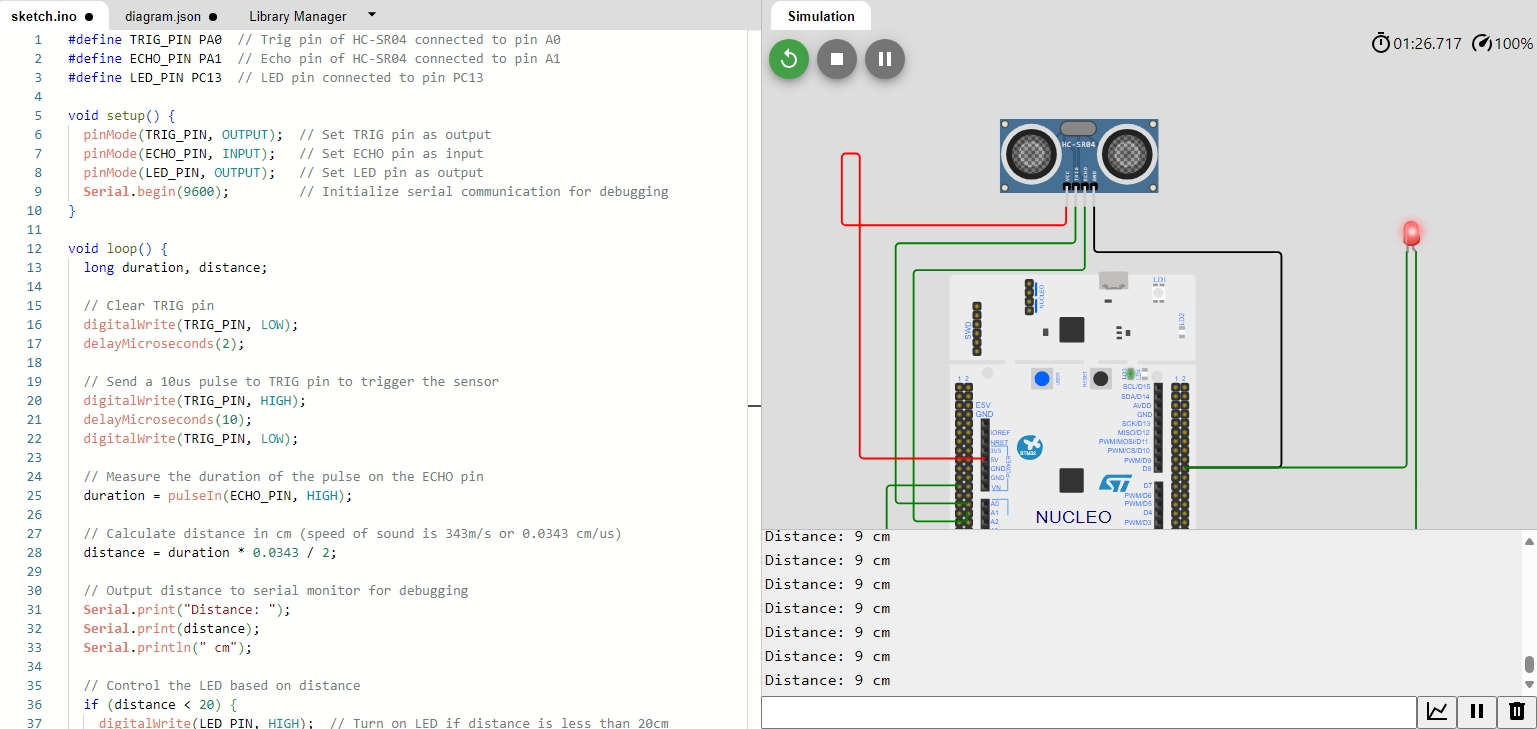 sketch.ino
diagram.json
Library Manager
1 #define TRIG_PIN PA0 // Trig pin of HC-SR04 connected to pin A0
2 #define ECHO_PIN PA1 // Echo pin of HC-SR04 connected to pin A1
3 #define LED_PIN PC13 // LED pin connected to pin PC13
4
5 void setup() {
6 pinMode(TRIG_PIN, OUTPUT); // Set TRIG pin as output
7 pinMode(ECHO_PIN, INPUT); // Set ECHO pin as input
8 pinMode(LED_PIN, OUTPUT); // Set LED pin as output
9 Serial.begin(9600); // Initialize serial communication for debugging
10 }
11
12 void loop() {
13 long duration, distance;
14
15 // Clear TRIG pin
16 digitalWrite(TRIG_PIN, LOW);
17 delayMicroseconds(2);
18
19 // Send a 10us pulse to TRIG pin to trigger the sensor
20 digitalWrite(TRIG_PIN, HIGH);
21 delayMicroseconds(10);
22 digitalWrite(TRIG_PIN, LOW);
23
24 // Measure the duration of the pulse on the ECHO pin
25 duration = pulseIn(ECHO_PIN, HIGH);
26
27 // Calculate distance in cm (speed of sound is 343m/s or 0.0343 cm/us)
28 distance = duration * 0.0343 / 2;
29
30 // Output distance to serial monitor for debugging
31 Serial.print("Distance: ");
32 Serial.print(distance);
33 Serial.println(" cm");
34
35 // Control the LED based on distance
36 if (distance < 20) {
37 digitalWrite(LED_PIN, HIGH); // Turn on LED if distance is less than 20cm
Simulation
01:26.717
100%
HC-SR04
VCC
TRIG
ECHO
GND
NUCLEO
LD1
SWD
LD2
USER
RESET
1 2
1 2
SCL/D15
SDA/D14
AVDD
GND
SCK/D13
MISO/D12
PWM/MOSI/D11
PWM/CS/D10
PWM/D9
D8
D7
PWM/D6
PWM/D5
D4
PWM/D3
E5V
GND
IOREF
NRST
3V3
5V
GND
GND
VIN
POWER
A0
A1
A2
STM32
ST
NUCLEO
Distance: 9 cm
Distance: 9 cm
Distance: 9 cm
Distance: 9 cm
Distance: 9 cm
Distance: 9 cm
Distance: 9 cm